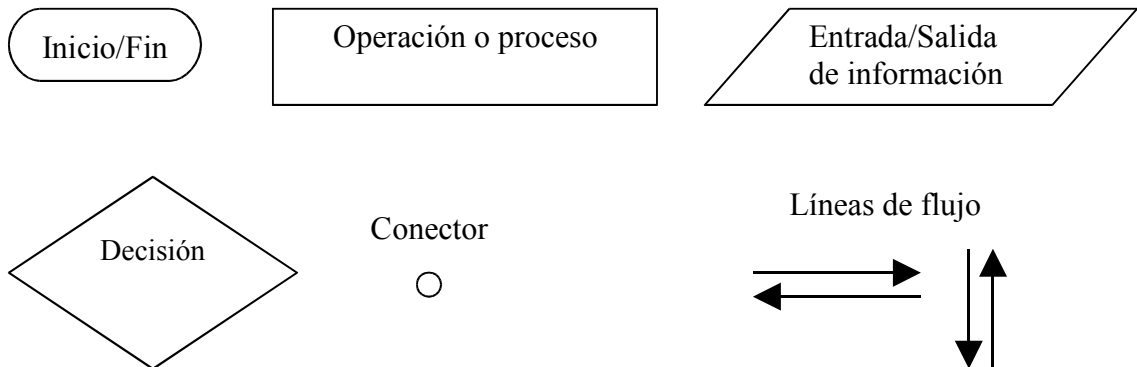 Inicio/Fin
Operación o proceso
Entrada/Salida
de información
Decisión
Conector
Líneas de flujo